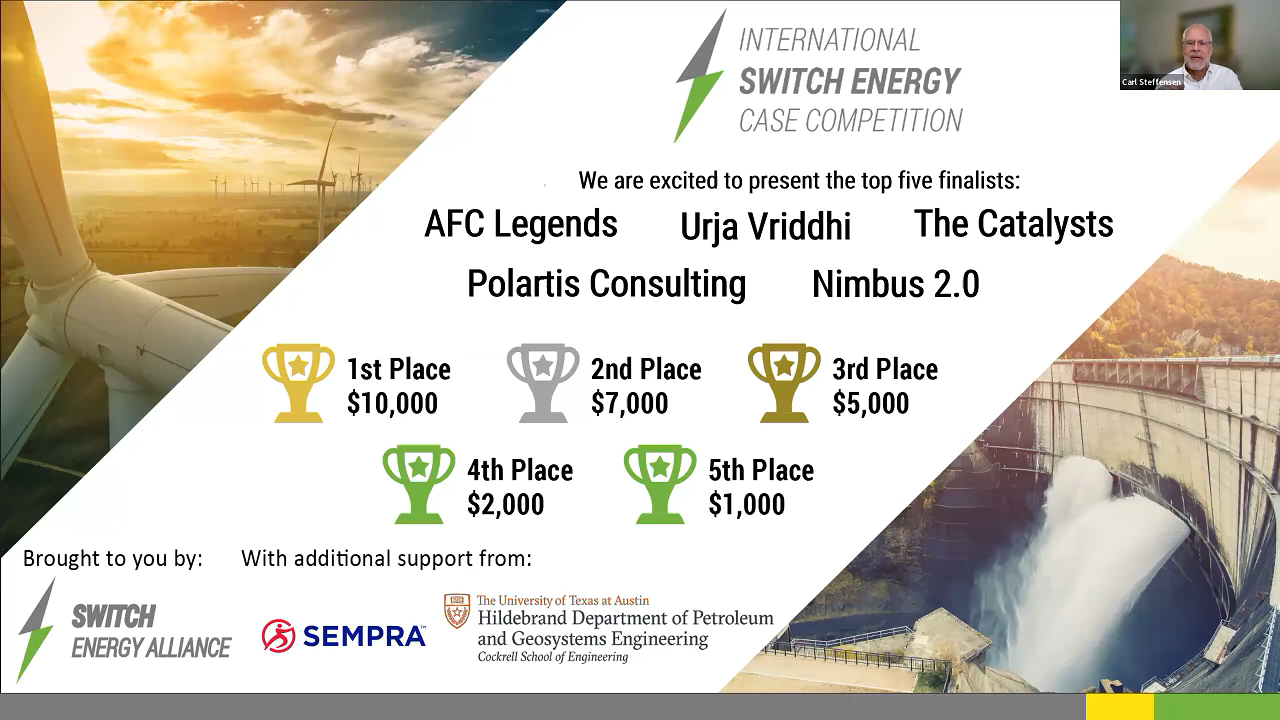 INTERNATIONAL
SWITCH ENERGY
CASE COMPETITION
Carl Steffensen
We are excited to present the top five finalists:
AFC Legends Urja Vriddhi The Catalysts
Polartis Consulting Nimbus 2.0
1st Place 2nd Place 3rd Place
$10,000 $7,000 $5,000
4th Place 5th Place
$2,000 $1,000
Brought to you by: With additional support from:
SWITCH
ENERGY ALLIANCE
SEMPRA™
The University of Texas at Austin
Hildebrand Department of Petroleum
and Geosystems Engineering
Cockrell School of Engineering